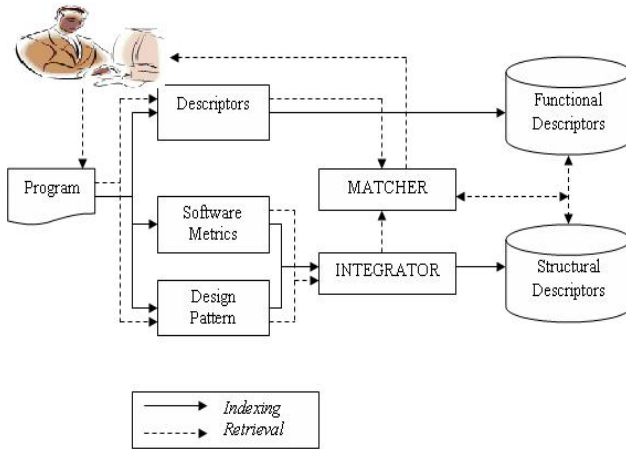 Descriptors
Functional
Descriptors
Program
MATCHER
Software
Metrics
INTEGRATOR
Structural
Descriptors
Design
Pattern
Indexing
Retrieval